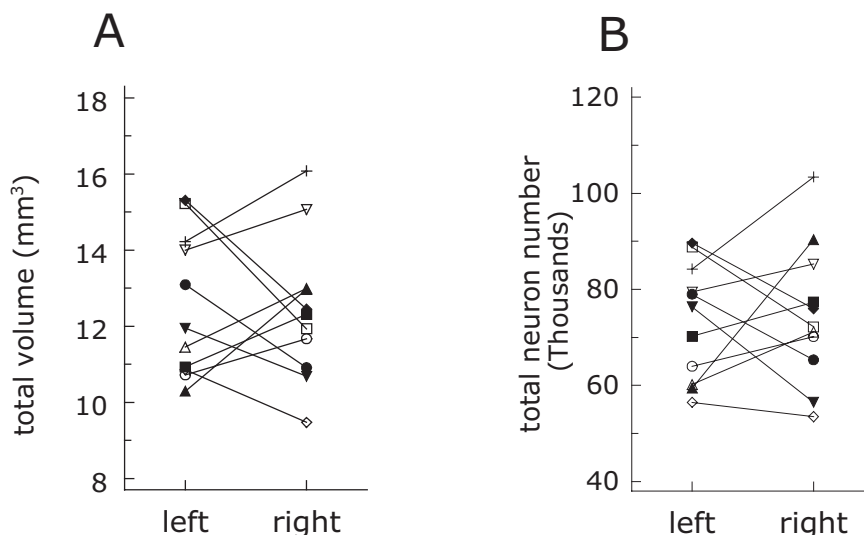 A
total volume (mm³)
18
16
14
12
10
8
left right
B
total neuron number
(Thousands)
120
100
80
60
40
left right